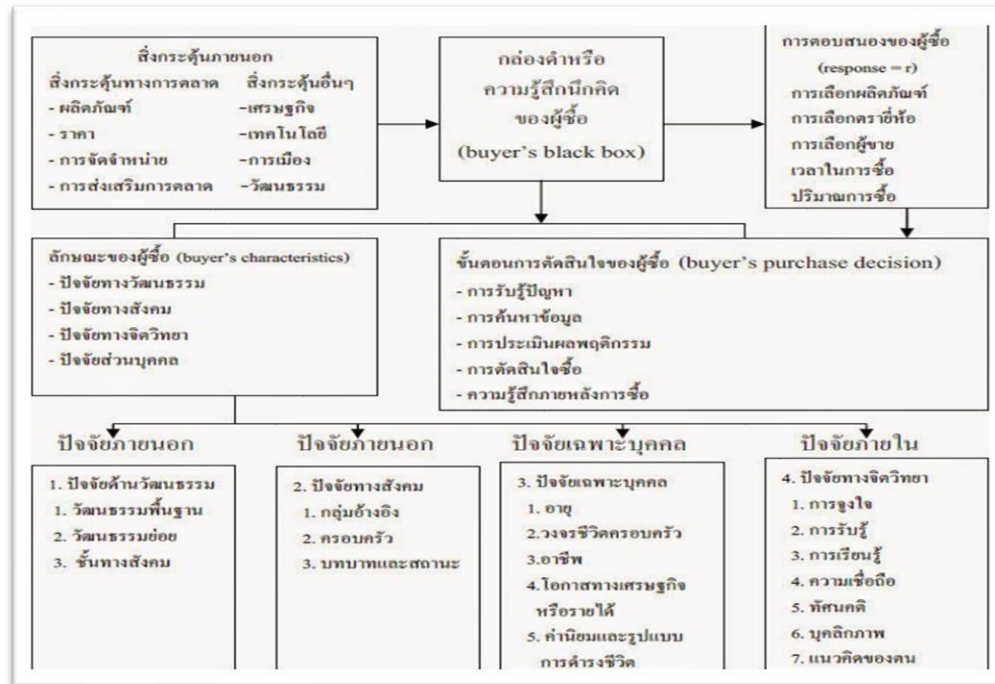 สิ่งกระตุ้นภายนอก
สิ่งกระตุ้นทางการตลาด สิ่งกระตุ้นอื่นๆ
- ผลิตภัณฑ์ -เศรษฐกิจ
- ราคา -เทคโนโลยี
- การจัดจำหน่าย -การเมือง
- การส่งเสริมการตลาด -วัฒนธรรม
กล่องดำหรือ
ความรู้สึกนึกคิด
ของผู้ซื้อ
(buyer's black box)
การตอบสนองของผู้ซื้อ
(response = r)
การเลือกผลิตภัณฑ์
การเลือกตรายี่ห้อ
การเลือกผู้ขาย
เวลาในการซื้อ
ปริมาณการซื้อ
ลักษณะของผู้ซื้อ (buyer's characteristics)
- ปัจจัยทางวัฒนธรรม
- ปัจจัยทางสังคม
- ปัจจัยทางจิตวิทยา
- ปัจจัยส่วนบุคคล
ขั้นตอนการตัดสินใจของผู้ซื้อ (buyer's purchase decision)
- การรับรู้ปัญหา
- การค้นหาข้อมูล
- การประเมินผลพฤติกรรม
- การตัดสินใจซื้อ
- ความรู้สึกภายหลังการซื้อ
ปัจจัยภายนอก
1. ปัจจัยด้านวัฒนธรรม
1. วัฒนธรรมพื้นฐาน
2. วัฒนธรรมย่อย
3. ชั้นทางสังคม
ปัจจัยภายนอก
2. ปัจจัยทางสังคม
1. กลุ่มอ้างอิง
2. ครอบครัว
3. บทบาทและสถานะ
ปัจจัยเฉพาะบุคคล
3. ปัจจัยเฉพาะบุคคล
1. อายุ
2.วงจรชีวิตครอบครัว
3.อาชีพ
4.โอกาสทางเศรษฐกิจ
หรือรายได้
5. ค่านิยมและรูปแบบ
การดำรงชีวิต
ปัจจัยภายใน
4. ปัจจัยทางจิตวิทยา
1. การจูงใจ
2. การรับรู้
3. การเรียนรู้
4. ความเชื่อถือ
5. ทัศนคติ
6. บุคลิกภาพ
7. แนวคิดของตน